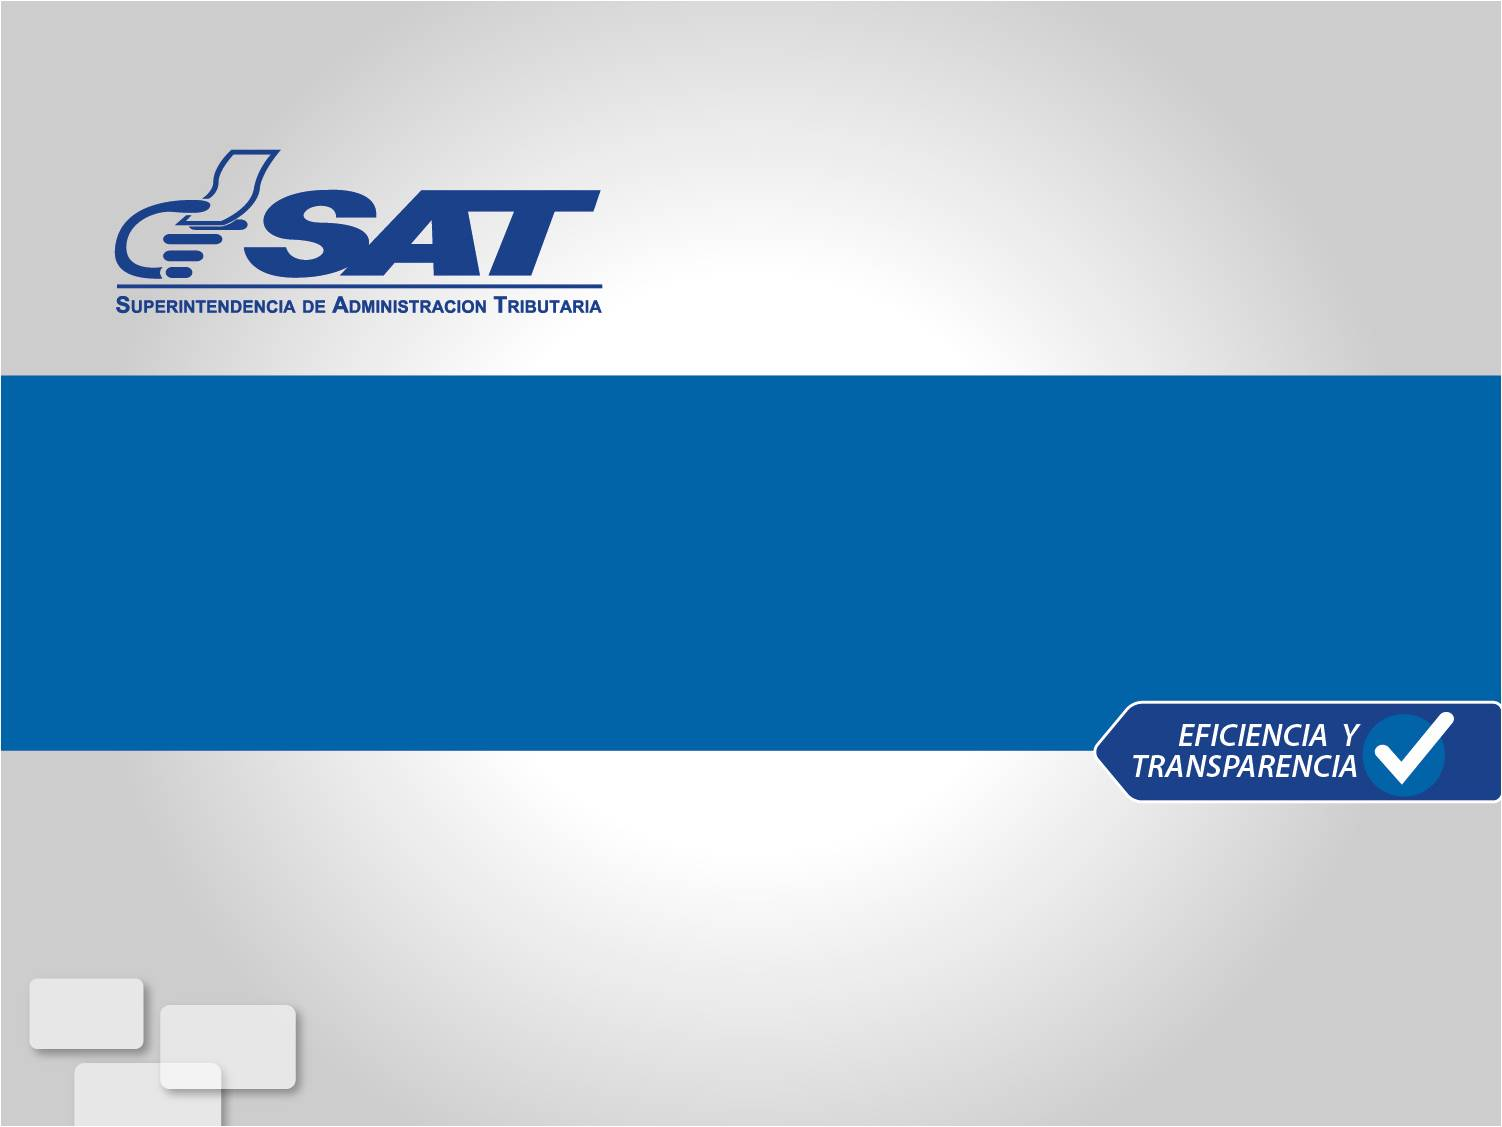 SAT
SUPERINTENDENCIA DE ADMINISTRACION TRIBUTARIA
EFICIENCIA Y
TRANSPARENCIA